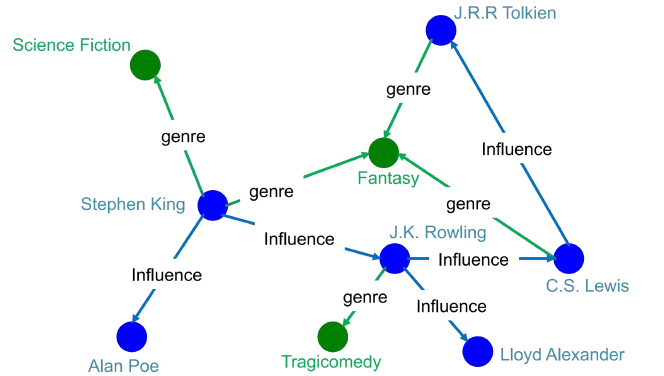 J.R.R Tolkien
Science Fiction
genre
genre
Influence
Fantasy
genre
Stephen King
genre
J.K. Rowling
Influence
Influence
Influence
C.S. Lewis
genre
Influence
Tragicomedy
Lloyd Alexander
Alan Poe